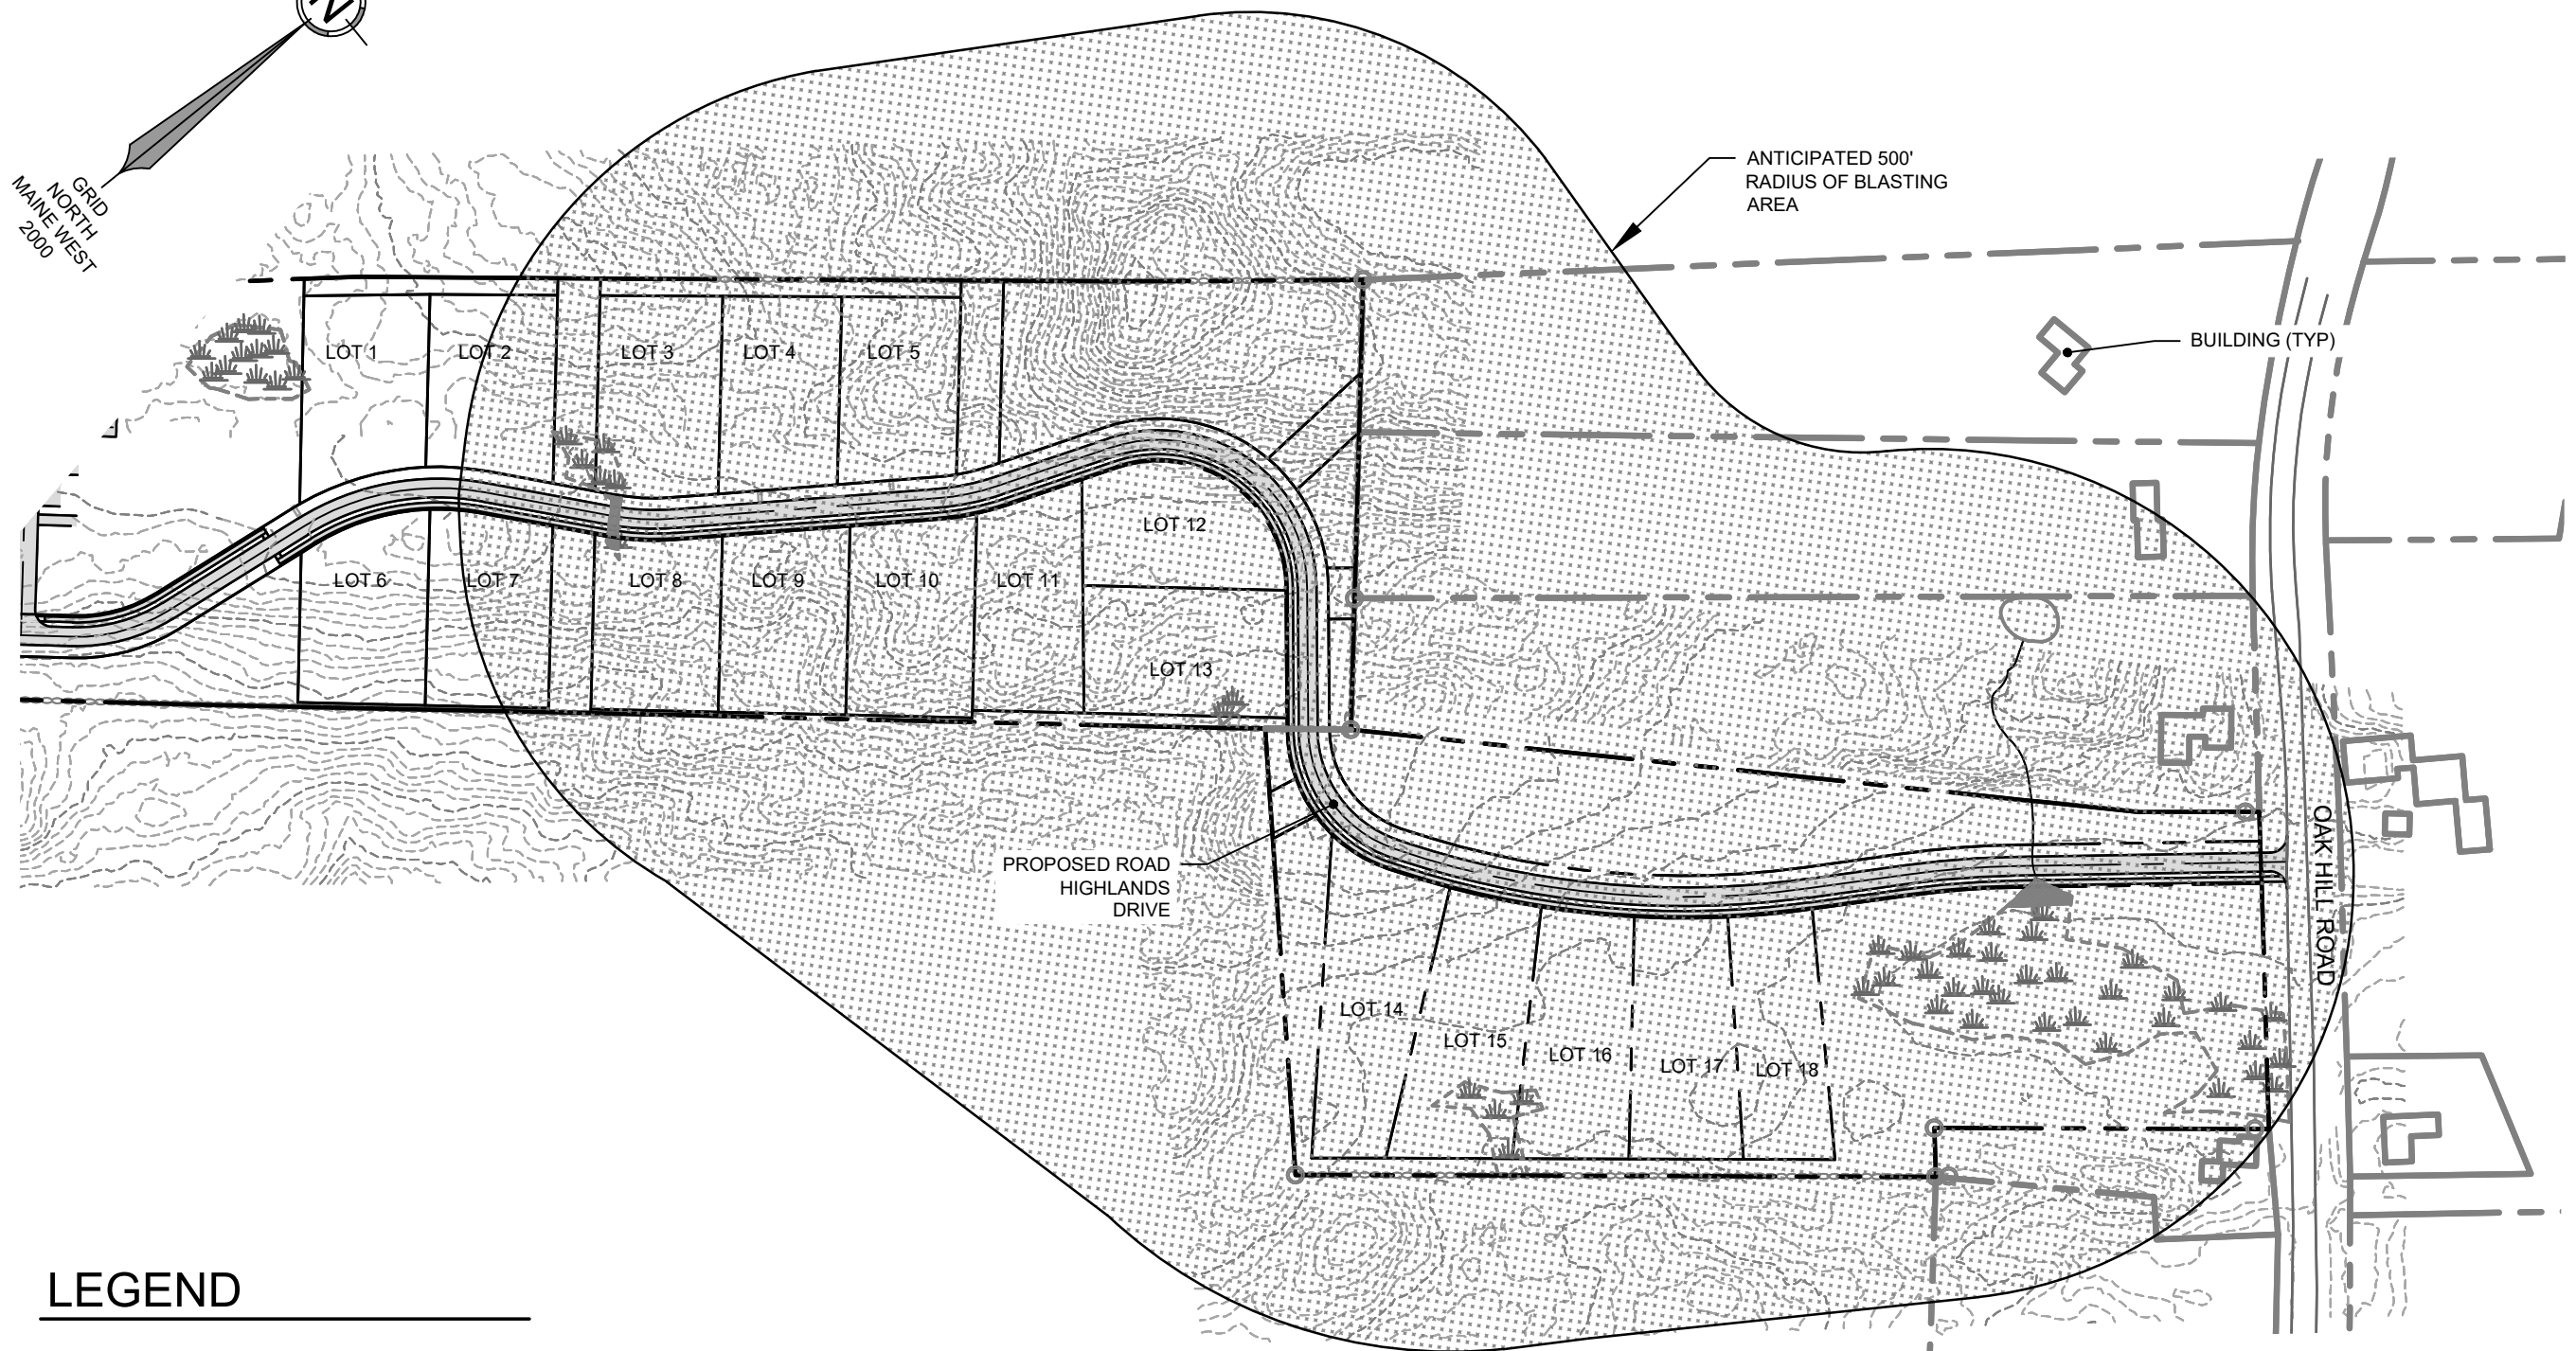 N
GRID
NORTH
MAINE WEST
2000
ANTICIPATED 500'
RADIUS OF BLASTING
AREA
BUILDING (TYP)
LOT 1
LOT 2
LOT 3
LOT 4
LOT 5
LOT 12
LOT 6
LOT 7
LOT 8
LOT 9
LOT 10
LOT 11
LOT 13
PROPOSED ROAD
HIGHLANDS
DRIVE
OAK HILL ROAD
LOT 14
LOT 15
LOT 16
LOT 17
LOT 18
LEGEND